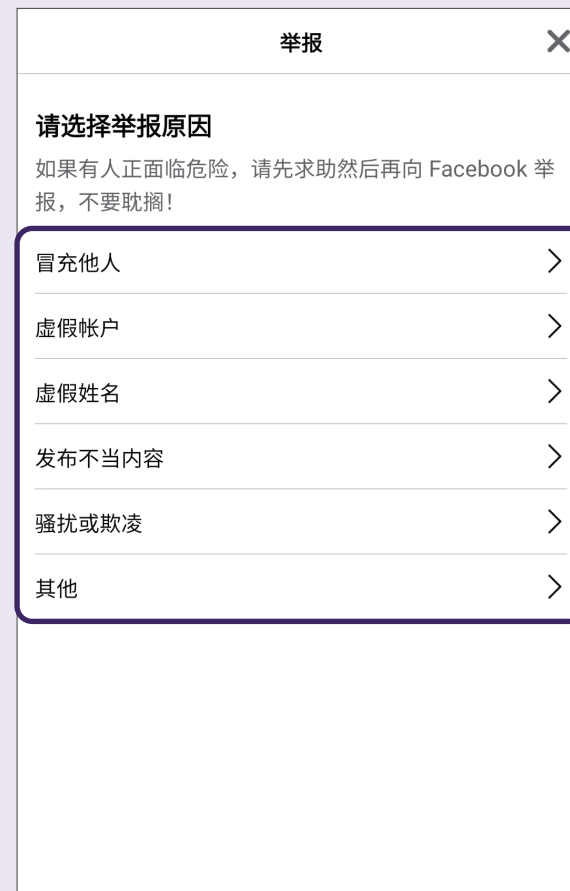 举报
请选择举报原因
如果有人正面临危险，请先求助然后再向 Facebook 举
报，不要耽搁！
冒充他人
虚假帐户
虚假姓名
发布不当内容
骚扰或欺凌
其他